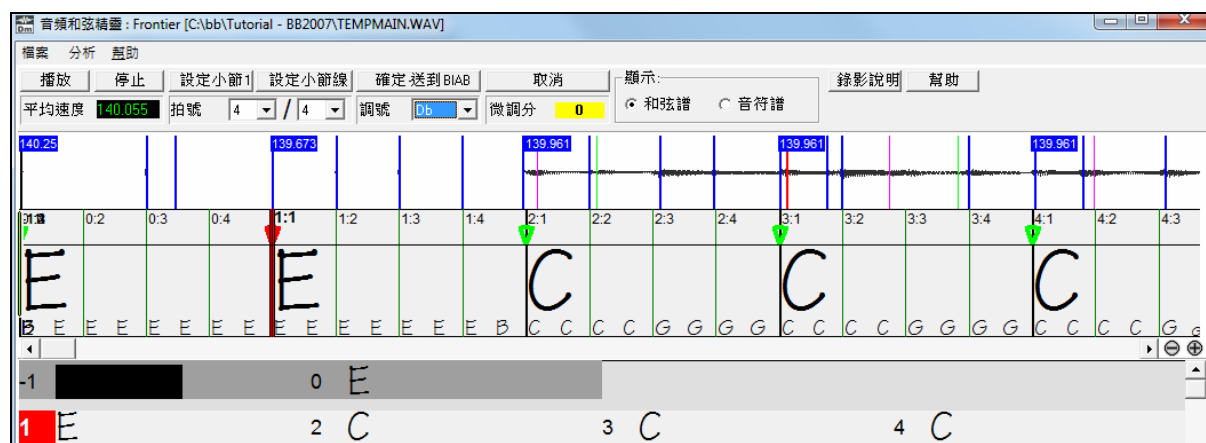 音頻和弦精靈 : Frontier [C:\bb\Tutorial - BB2007\TEMPMAIN.WAV]
檔案 分析 幫助
播放 停止 設定小節1 設定小節線 確定-送到BIAB 取消 顯示: 錄影說明 幫助
平均速度 140.055 拍號 4 / 4 調號 Db 微調分 0 和弦譜 音符譜
140.25 139.673 139.961 139.961 139.961
0:2 0:3 0:4 1:1 1:2 1:3 1:4 2:1 2:2 2:3 2:4 3:1 3:2 3:3 3:4 4:1 4:2 4:3
E E C C C
E E E E E E E E E E E E E B C C C C G G G G C C C C G G G G C C C C G G
-1 0 E
1 E 2 C 3 C 4 C